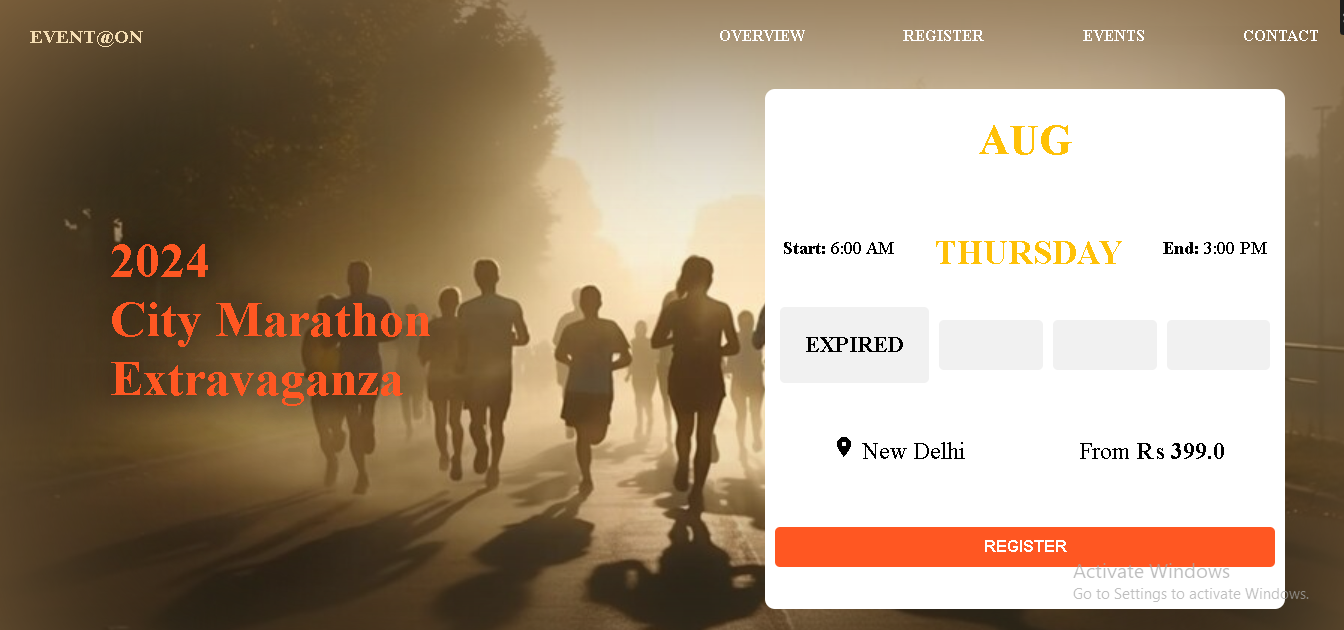 EVENT@ON
OVERVIEW REGISTER EVENTS CONTACT
2024
City Marathon
Extravaganza
AUG
Start: 6:00 AM THURSDAY End: 3:00 PM
EXPIRED
New Delhi From Rs 399.0
REGISTER
Activate Windows
Go to Settings to activate Windows.